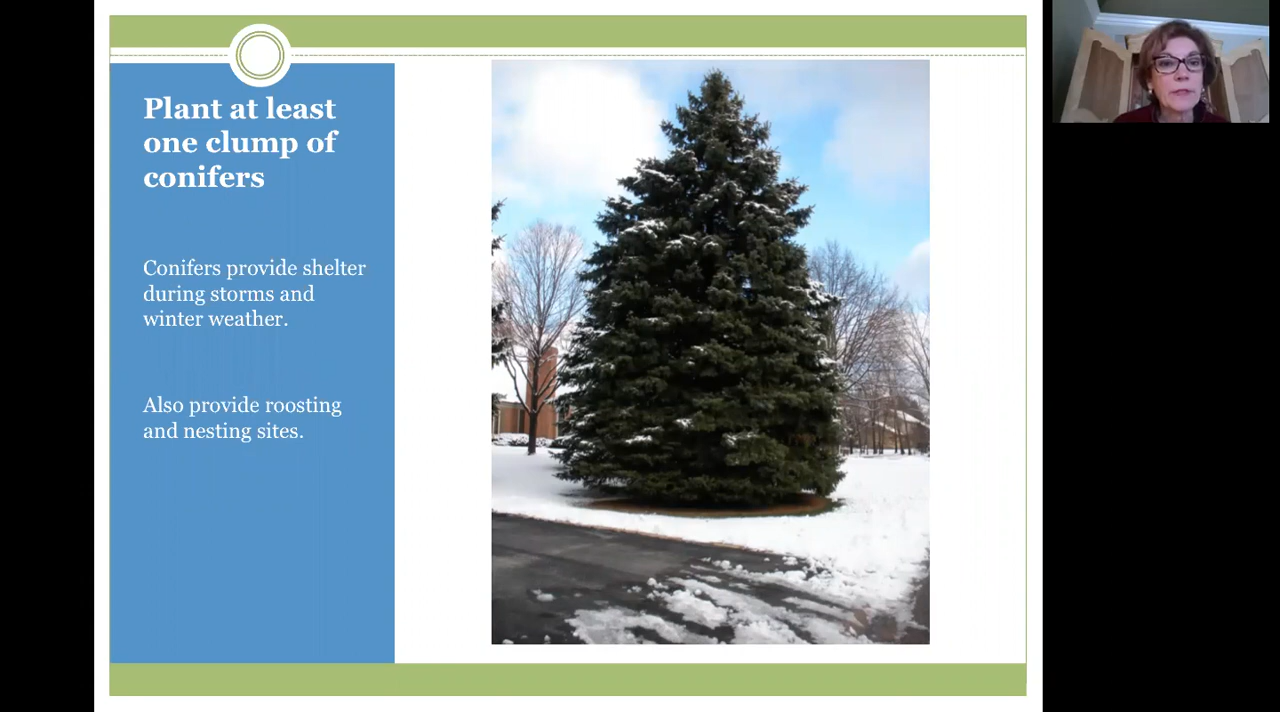 Plant at least
one clump of
conifers
Conifers provide shelter
during storms and
winter weather.
Also provide roosting
and nesting sites.